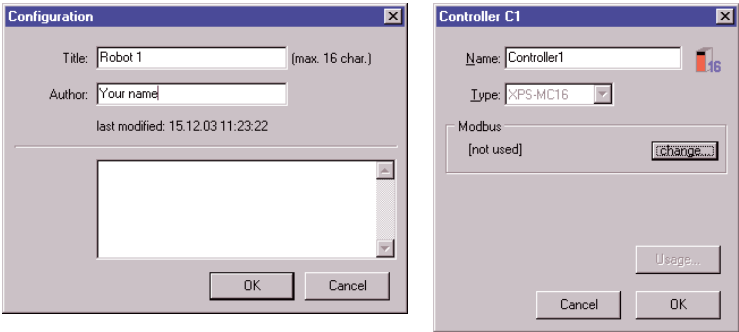 Configuration
Title: Robot 1 (max. 16 char.)
Author: Your name
last modified: 15.12.03 11:23:22
OK Cancel
Controller C1
Name: Controller1
16
Type: XPS-MC16
Modbus
[not used] change...
Usage...
Cancel OK